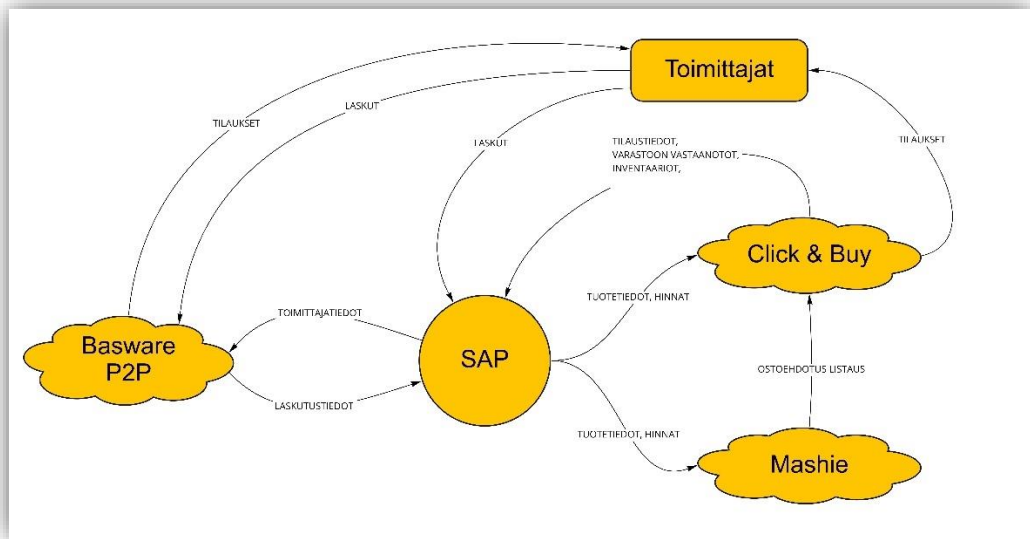 Toimittajat
LASKUT
TILAUKSET
LASKUT
TILAUSTIEDOT,
VARASTOON VASTAANOTOT,
INVENTAARIOT,
TILAUKSET
Click & Buy
TUOTETIEDOT, HINNAT
TOIMITTAJATIEDOT
Basware
P2P
SAP
OSTOEHDOTUS LISTAUS
LASKUTUSTIEDOT
TUOTETIEDOT, HINNAT
Mashie